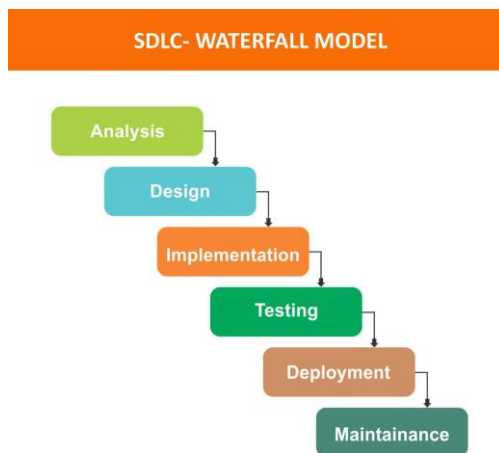 SDLC- WATERFALL MODEL
Analysis
Design
Implementation
Testing
Deployment
Maintainance